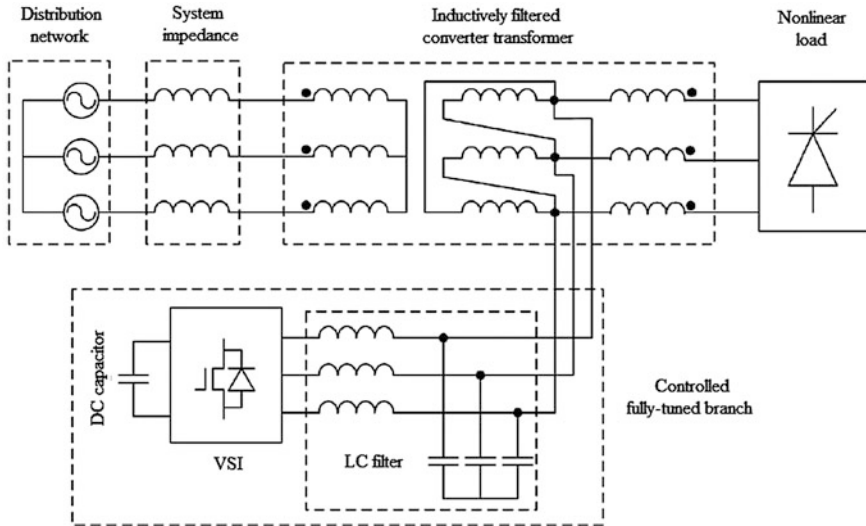 Distribution
network
System
impedance
Inductively filtered
converter transformer
Nonlinear
load
DC capacitor
VSI
LC filter
Controlled
fully-tuned branch